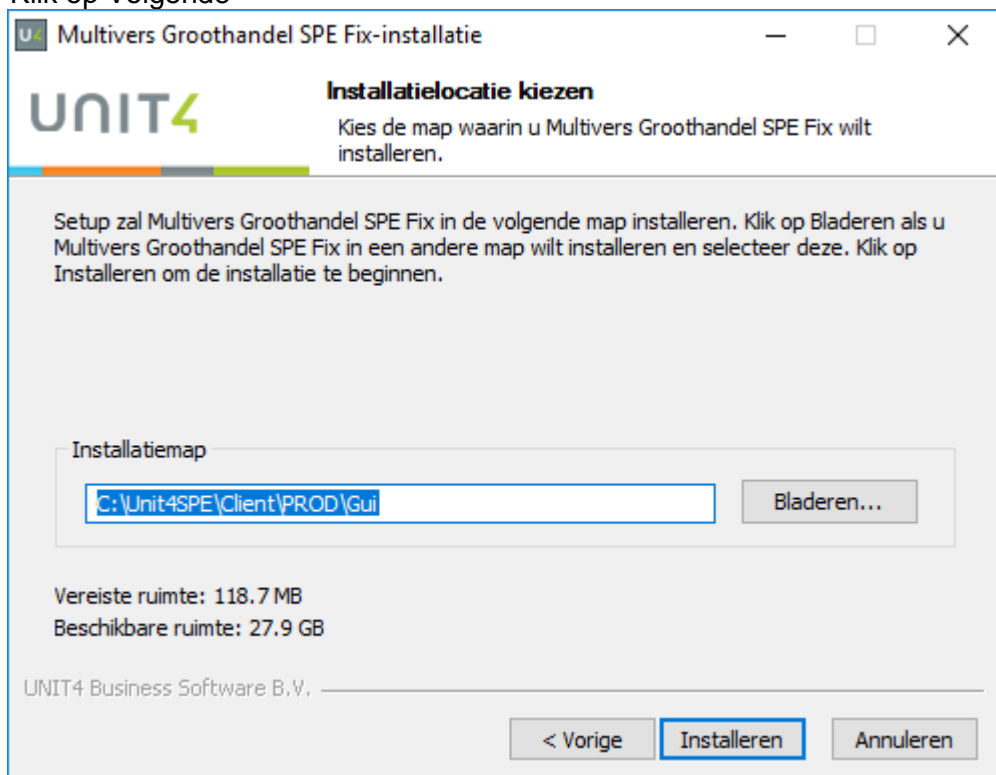 Klik op Volgende
U4 Multivers Groothandel SPE Fix-installatie
UNIT4
Installatielocatie kiezen
Kies de map waarin u Multivers Groothandel SPE Fix wilt
installeren.
Setup zal Multivers Groothandel SPE Fix in de volgende map installeren. Klik op Bladeren als u
Multivers Groothandel SPE Fix in een andere map wilt installeren en selecteer deze. Klik op
Installeren om de installatie te beginnen.
Installatiemap
C:\Unit4SPE\Client\PROD\Gui
Bladeren...
Vereiste ruimte: 118.7 MB
Beschikbare ruimte: 27.9 GB
UNIT4 Business Software B.V.
< Vorige
Installeren
Annuleren